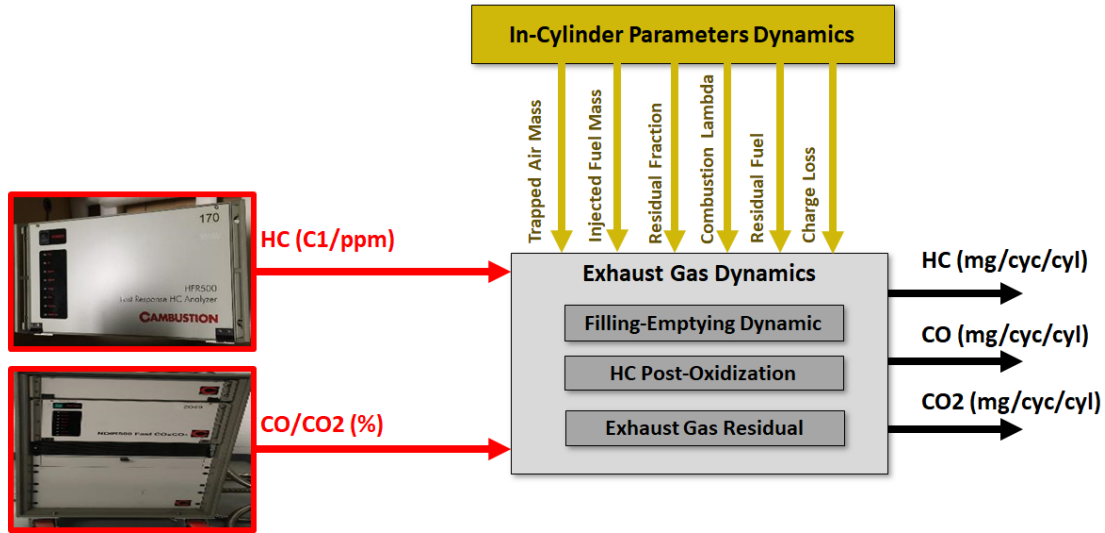 In-Cylinder Parameters Dynamics
Trapped Air Mass
Injected Fuel Mass
Residual Fraction
Combustion Lambda
Residual Fuel
Charge Loss
170
HFR500
Fast Response HC Analyzer
CAMBUSTION
HC (C1/ppm)
CO/CO2 (%)
NDIR500 Fast CO&CO₂
Exhaust Gas Dynamics
Filling-Emptying Dynamic
HC Post-Oxidization
Exhaust Gas Residual
HC (mg/cyc/cyl)
CO (mg/cyc/cyl)
CO2 (mg/cyc/cyl)